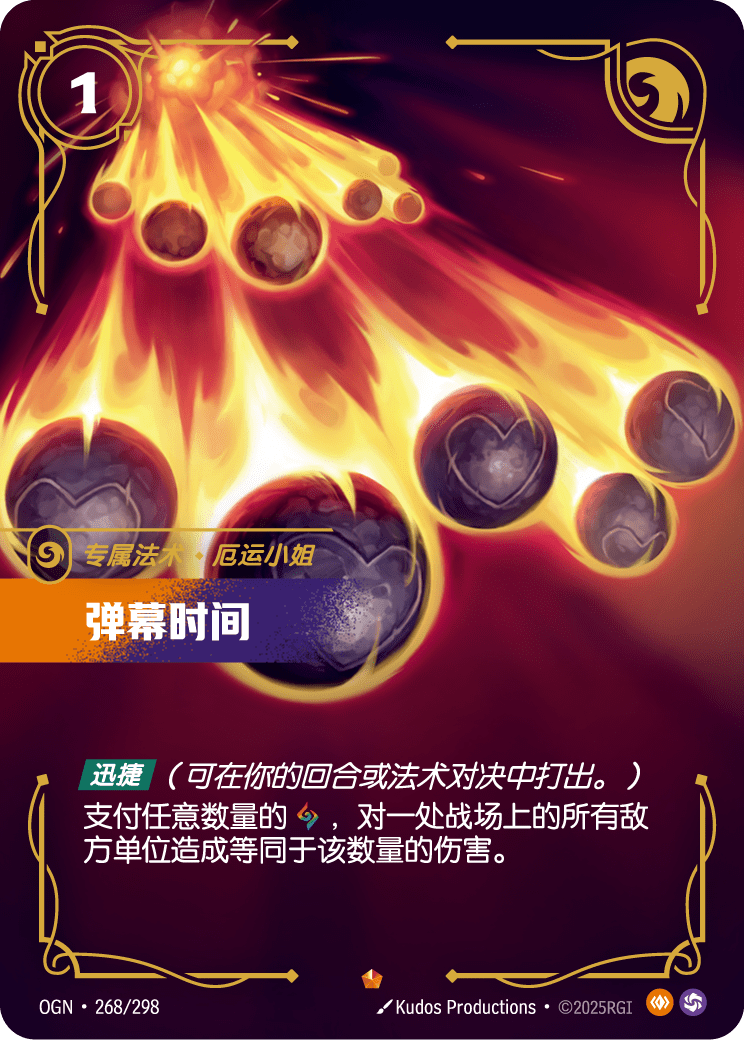 1
专属法术 · 厄运小姐
弹幕时间
迅捷（可在你的回合或法术对决中打出。）
支付任意数量的，对一处战场上的所有敌
方单位造成等同于该数量的伤害。
OGN • 268/298
Kudos Productions • ©2025RGI